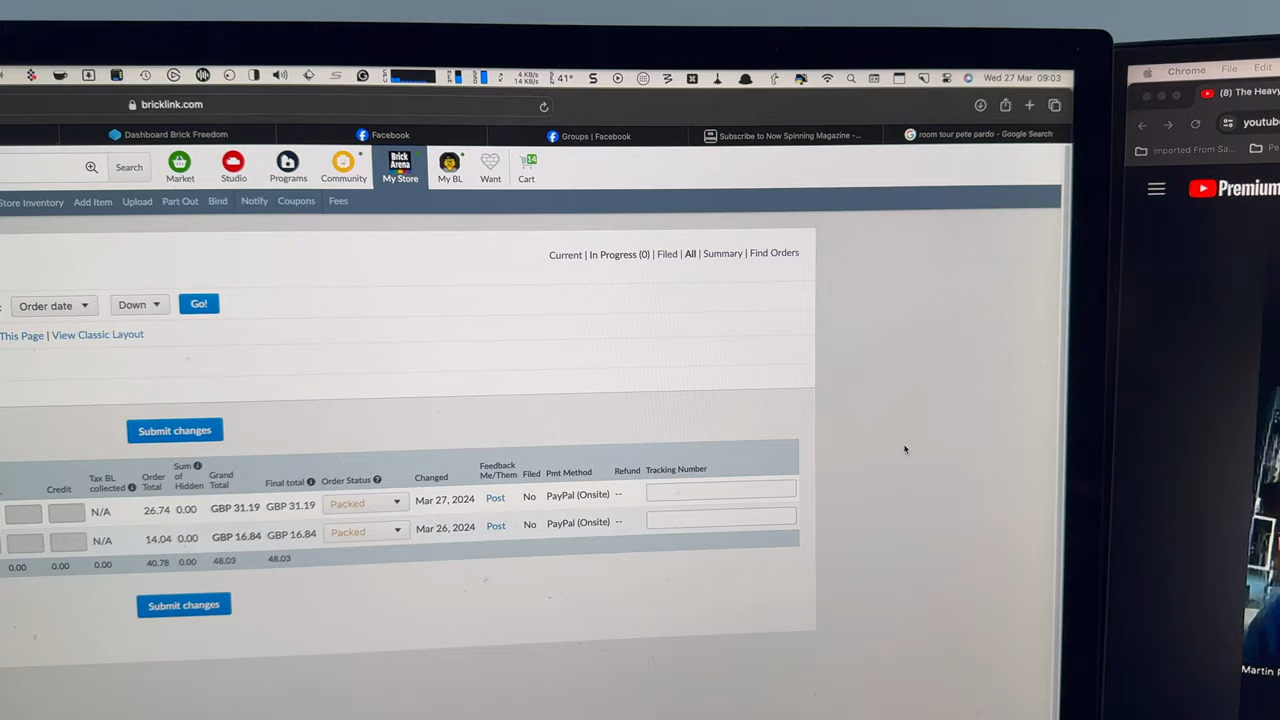 4 KB/s
14 KB/s
41°
Wed 27 Mar 09:03
Chrome File Edit
bricklink.com
(8) The Heavy
Dashboard Brick Freedom
Facebook
Groups | Facebook
Subscribe to Now Spinning Magazine -...
room tour pete pardo - Google Search
youtube
Imported From Sa...
Search
Market
Studio
Programs
Community
Brick
Arena
My Store
My BL
Want
14
Cart
Premium
Store Inventory Add Item Upload Part Out Bind Notify Coupons Fees
Current | In Progress (0) | Filed | All | Summary | Find Orders
Order date Down Go!
This Page | View Classic Layout
Submit changes
Credit Tax BL collected Order Total Sum of Hidden Grand Total Final total Order Status Changed Feedback Me/Them Filed Pmt Method Refund Tracking Number
N/A 26.74 0.00 GBP 31.19 GBP 31.19 Packed Mar 27, 2024 Post No PayPal (Onsite) --
N/A 14.04 0.00 GBP 16.84 GBP 16.84 Packed Mar 26, 2024 Post No PayPal (Onsite) --
0.00 0.00 0.00 40.78 0.00 48.03 48.03
Submit changes
Martin